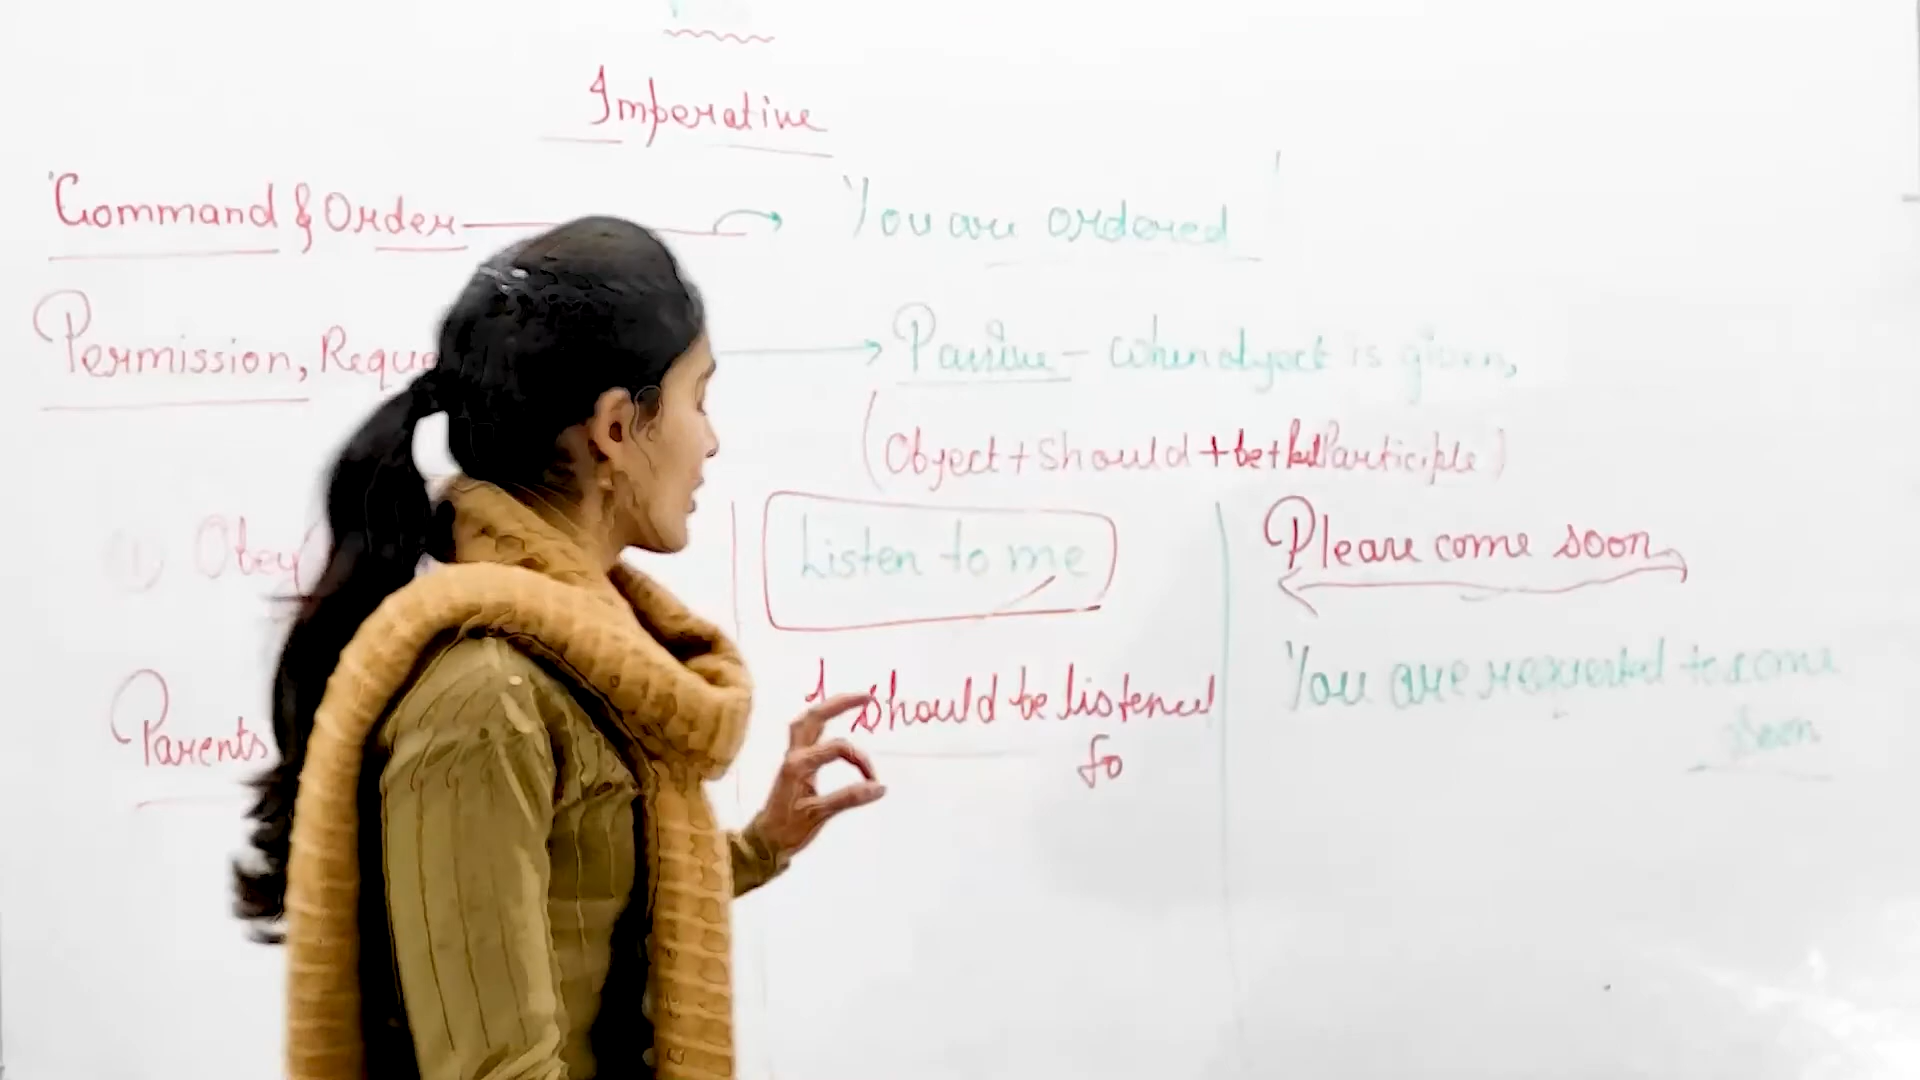 Imperative
Command & Order → You are ordered
Permission, Reque → Passive - when object is given,
(Object + should + be + Participle)
(1) Obey
Listen to me
Please come soon
Parents
I should be listened
to
You are requested to come
soon